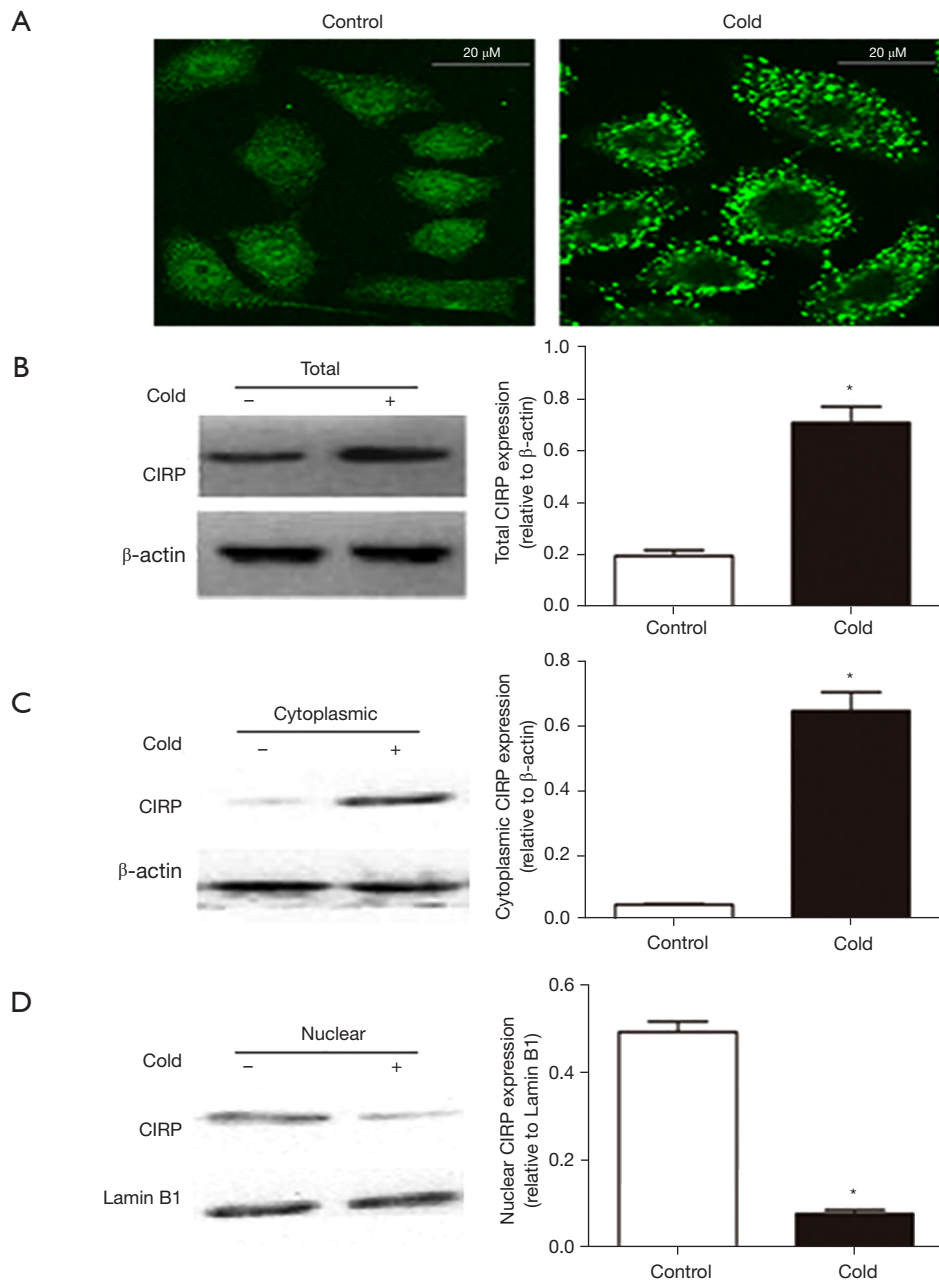 A
Control
Cold
20 μM
20 μM
B
Total
Cold
– +
CIRP
β-actin
Total CIRP expression
(relative to β-actin)
1.0
0.8
0.6
0.4
0.2
0.0
*
Control Cold
C
Cytoplasmic
Cold
– +
CIRP
β-actin
Cytoplasmic CIRP expression
(relative to β-actin)
0.8
0.6
0.4
0.2
0.0
*
Control Cold
D
Nuclear
Cold
– +
CIRP
Lamin B1
Nuclear CIRP expression
(relative to Lamin B1)
0.6
0.4
0.2
0.0
*
Control Cold